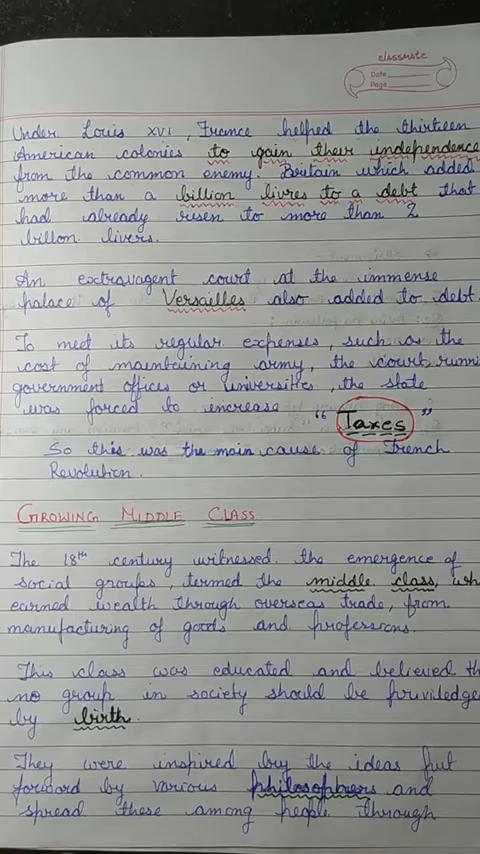 classmate
Date
Page
Under Louis XVI, France helped the thirteen
American colonies to gain their independence
from the common enemy. Britain which added
more than a billion livres to a debt that
had already risen to more than 2
billon livers.
An extravagent court at the immense
palace of Versailles also added to debt.
To meet its regular expenses, such as the
cost of maintaining army, the court, runni
government offices or universities, the state
was forced to increase "Taxes"
So this was the main cause of French
Revolution.
GROWING MIDDLE CLASS
The 18th century witnessed the emergence of
social groups, termed the middle class, wh
earned wealth through overseas trade, from
manufacturing of goods and professions.
This class was educated and believed th
no group in society should be priviledge
by birth.
They were inspired by the ideas put
forward by various philosophers and
spread these among people through